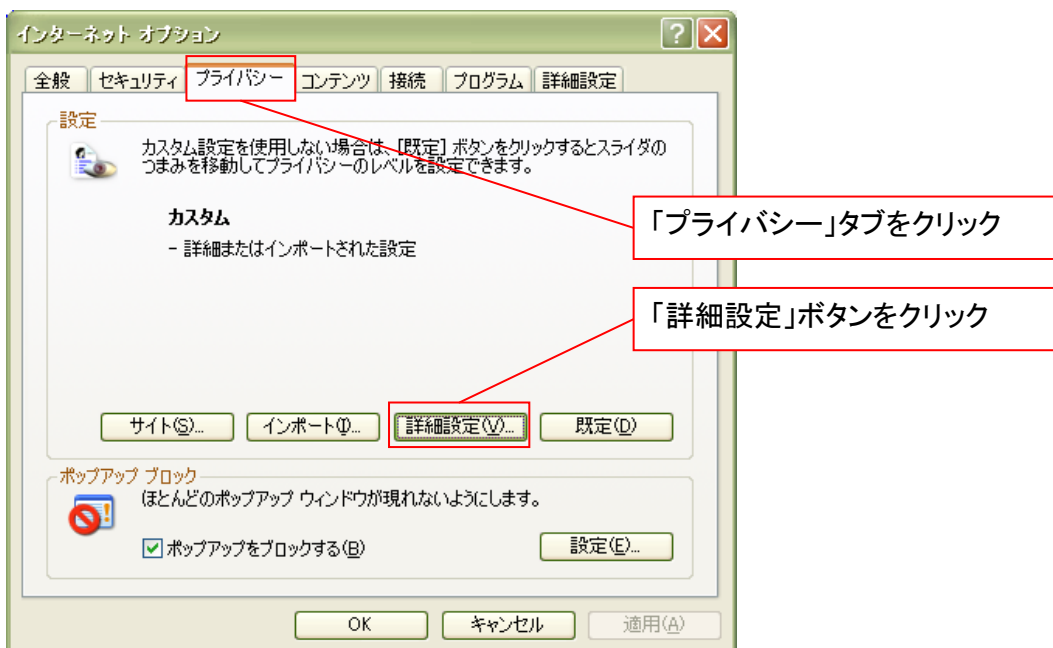 インターネット オプション
全般 セキュリティ プライバシー コンテンツ 接続 プログラム 詳細設定
設定
カスタム設定を使用しない場合は、[既定] ボタンをクリックするとスライダの
つまみを移動してプライバシーのレベルを設定できます。
カスタム
- 詳細またはインポートされた設定
「プライバシー」タブをクリック
「詳細設定」ボタンをクリック
サイト(S)... インポート(I)... 詳細設定(V)... 既定(D)
ポップアップ ブロック
ほとんどのポップアップ ウィンドウが現れないようにします。
ポップアップをブロックする(B) 設定(E)...
OK キャンセル 適用(A)